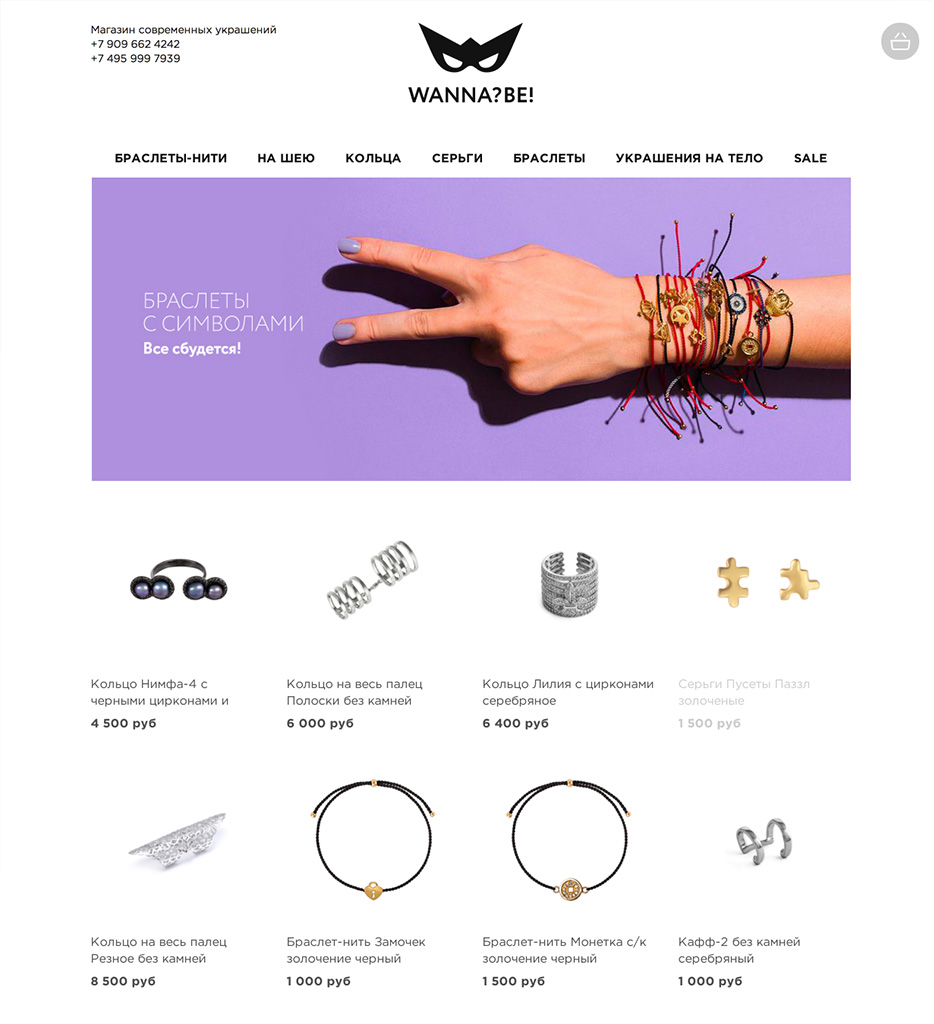 Магазин современных украшений
+7 909 662 4242
+7 495 999 7939
WANNA?BE!
БРАСЛЕТЫ-НИТИ НА ШЕЮ КОЛЬЦА СЕРЬГИ БРАСЛЕТЫ УКРАШЕНИЯ НА ТЕЛО SALE
БРАСЛЕТЫ
С СИМВОЛАМИ
Все сбудется!
Кольцо Нимфа-4 с
черными цирконами и
4 500 руб
Кольцо на весь палец
Полоски без камней
6 000 руб
Кольцо Лилия с цирконами
серебряное
6 400 руб
Серьги Пусеты Паззл
золоченые
1 500 руб
Кольцо на весь палец
Резное без камней
8 500 руб
Браслет-нить Замочек
золочение черный
1 000 руб
Браслет-нить Монетка с/к
золочение черный
1 500 руб
Кафф-2 без камней
серебряный
1 000 руб